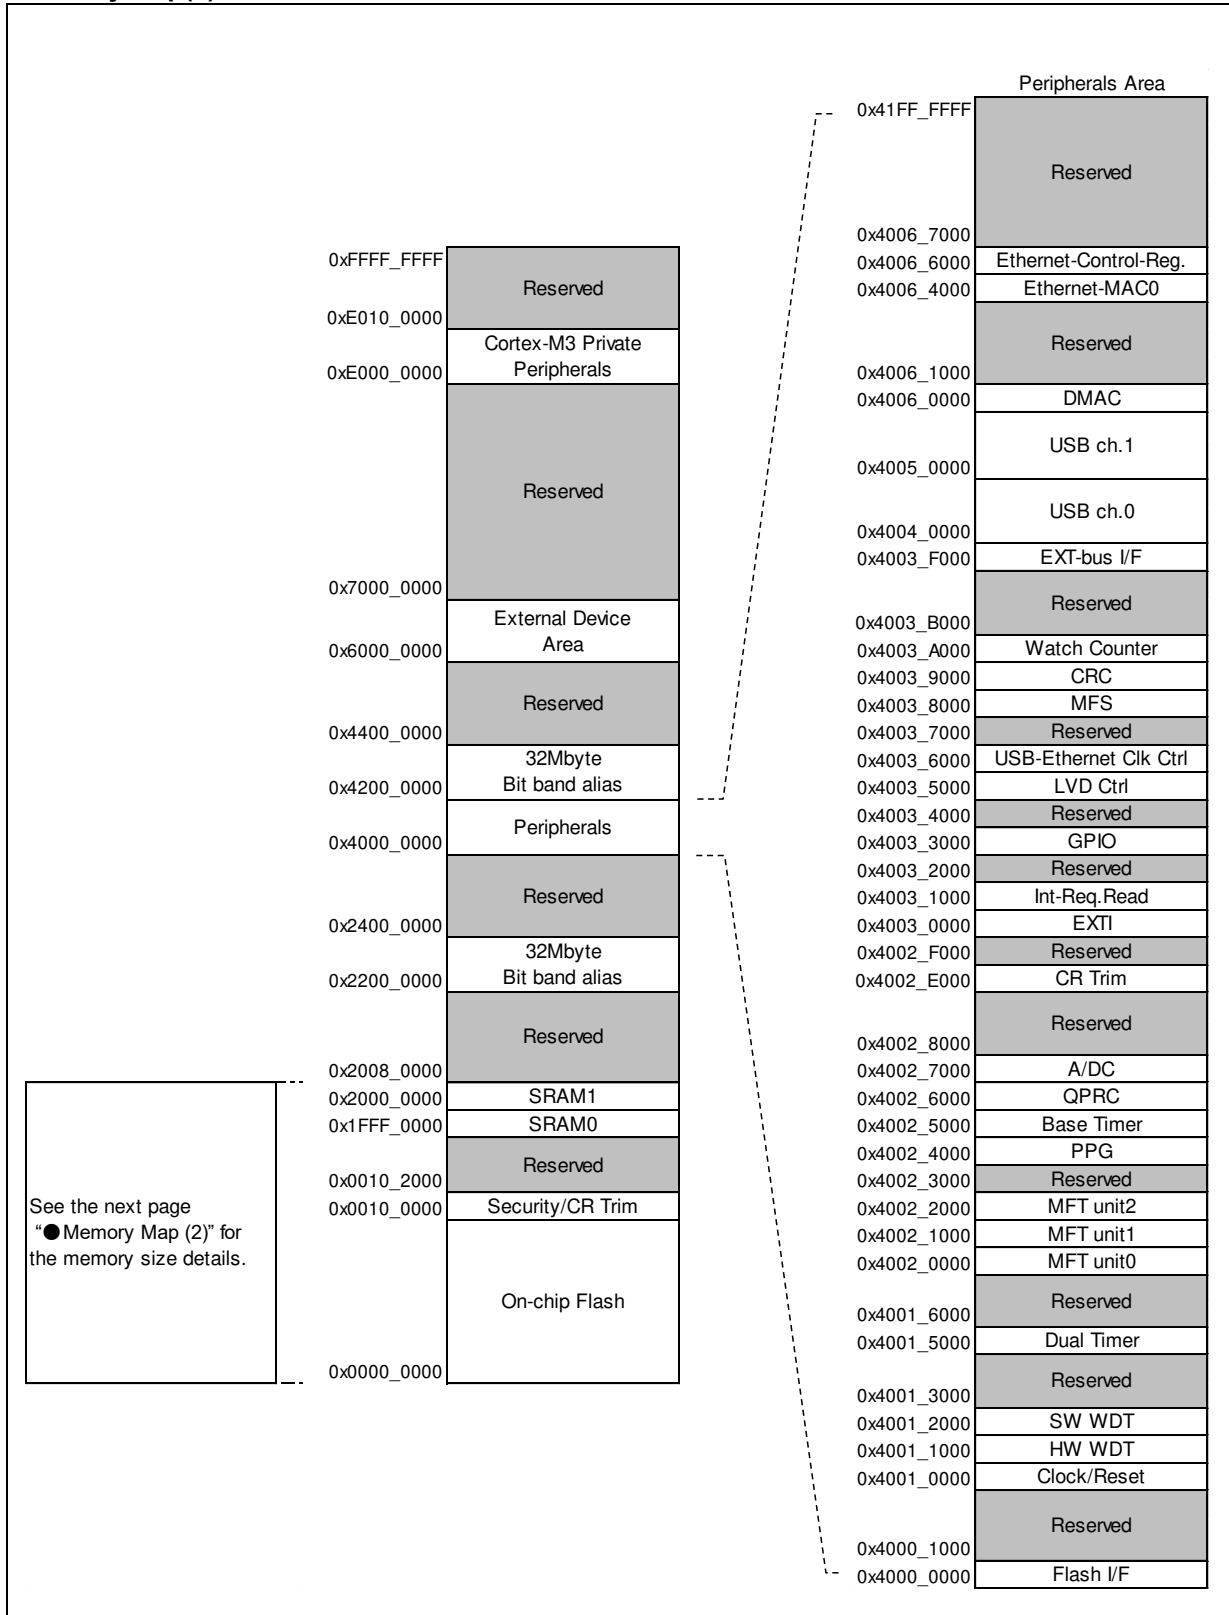 Peripherals Area
0x41FF_FFFF
Reserved
0x4006_7000
0x4006_6000 Ethernet-Control-Reg.
0x4006_4000 Ethernet-MAC0
Reserved
0x4006_1000
0x4006_0000 DMAC
USB ch.1
0x4005_0000
USB ch.0
0x4004_0000
0x4003_F000 EXT-bus I/F
Reserved
0x4003_B000
0x4003_A000 Watch Counter
0x4003_9000 CRC
0x4003_8000 MFS
0x4003_7000 Reserved
0x4003_6000 USB-Ethernet Clk Ctrl
0x4003_5000 LVD Ctrl
0x4003_4000 Reserved
0x4003_3000 GPIO
0x4003_2000 Reserved
0x4003_1000 Int-Req.Read
0x4003_0000 EXTI
0x4002_F000 Reserved
0x4002_E000 CR Trim
Reserved
0x4002_8000
0x4002_7000 A/DC
0x4002_6000 QPRC
0x4002_5000 Base Timer
0x4002_4000 PPG
0x4002_3000 Reserved
0x4002_2000 MFT unit2
0x4002_1000 MFT unit1
0x4002_0000 MFT unit0
Reserved
0x4001_6000
0x4001_5000 Dual Timer
Reserved
0x4001_3000
0x4001_2000 SW WDT
0x4001_1000 HW WDT
0x4001_0000 Clock/Reset
Reserved
0x4000_1000
0x4000_0000 Flash I/F
0xFFFF_FFFF
Reserved
0xE010_0000
Cortex-M3 Private
0xE000_0000 Peripherals
Reserved
0x7000_0000
External Device
Area
0x6000_0000
Reserved
0x4400_0000
32Mbyte
0x4200_0000 Bit band alias
Peripherals
0x4000_0000
Reserved
0x2400_0000
32Mbyte
0x2200_0000 Bit band alias
Reserved
0x2008_0000
0x2000_0000 SRAM1
0x1FFF_0000 SRAM0
Reserved
0x0010_2000
0x0010_0000 Security/CR Trim
On-chip Flash
0x0000_0000
See the next page
“●Memory Map (2)” for
the memory size details.